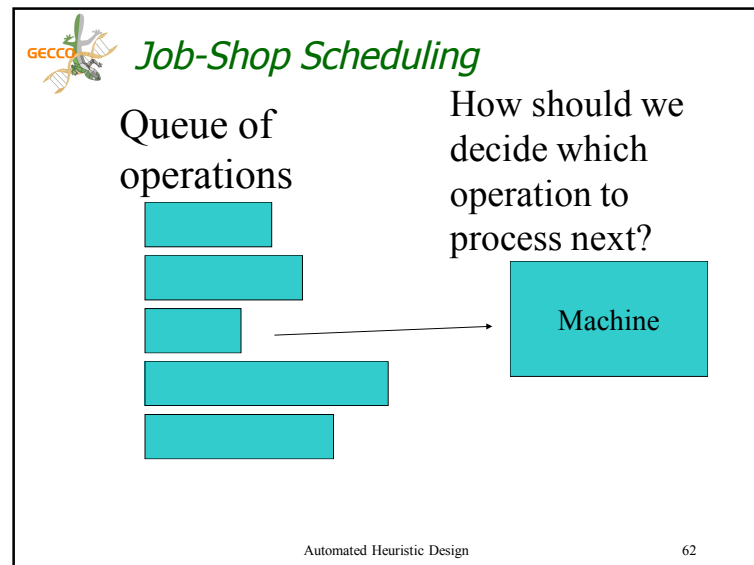 GECCO
Job-Shop Scheduling
Queue of
operations
How should we
decide which
operation to
process next?
Machine
Automated Heuristic Design
62